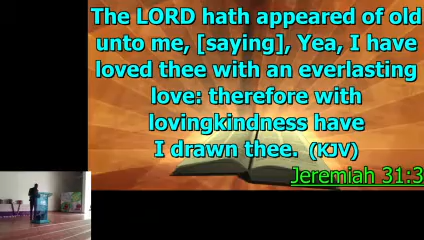 The LORD hath appeared of old
unto me, [saying], Yea, I have
loved thee with an everlasting
love: therefore with
lovingkindness have
I drawn thee. (KJV)
Jeremiah 31:3